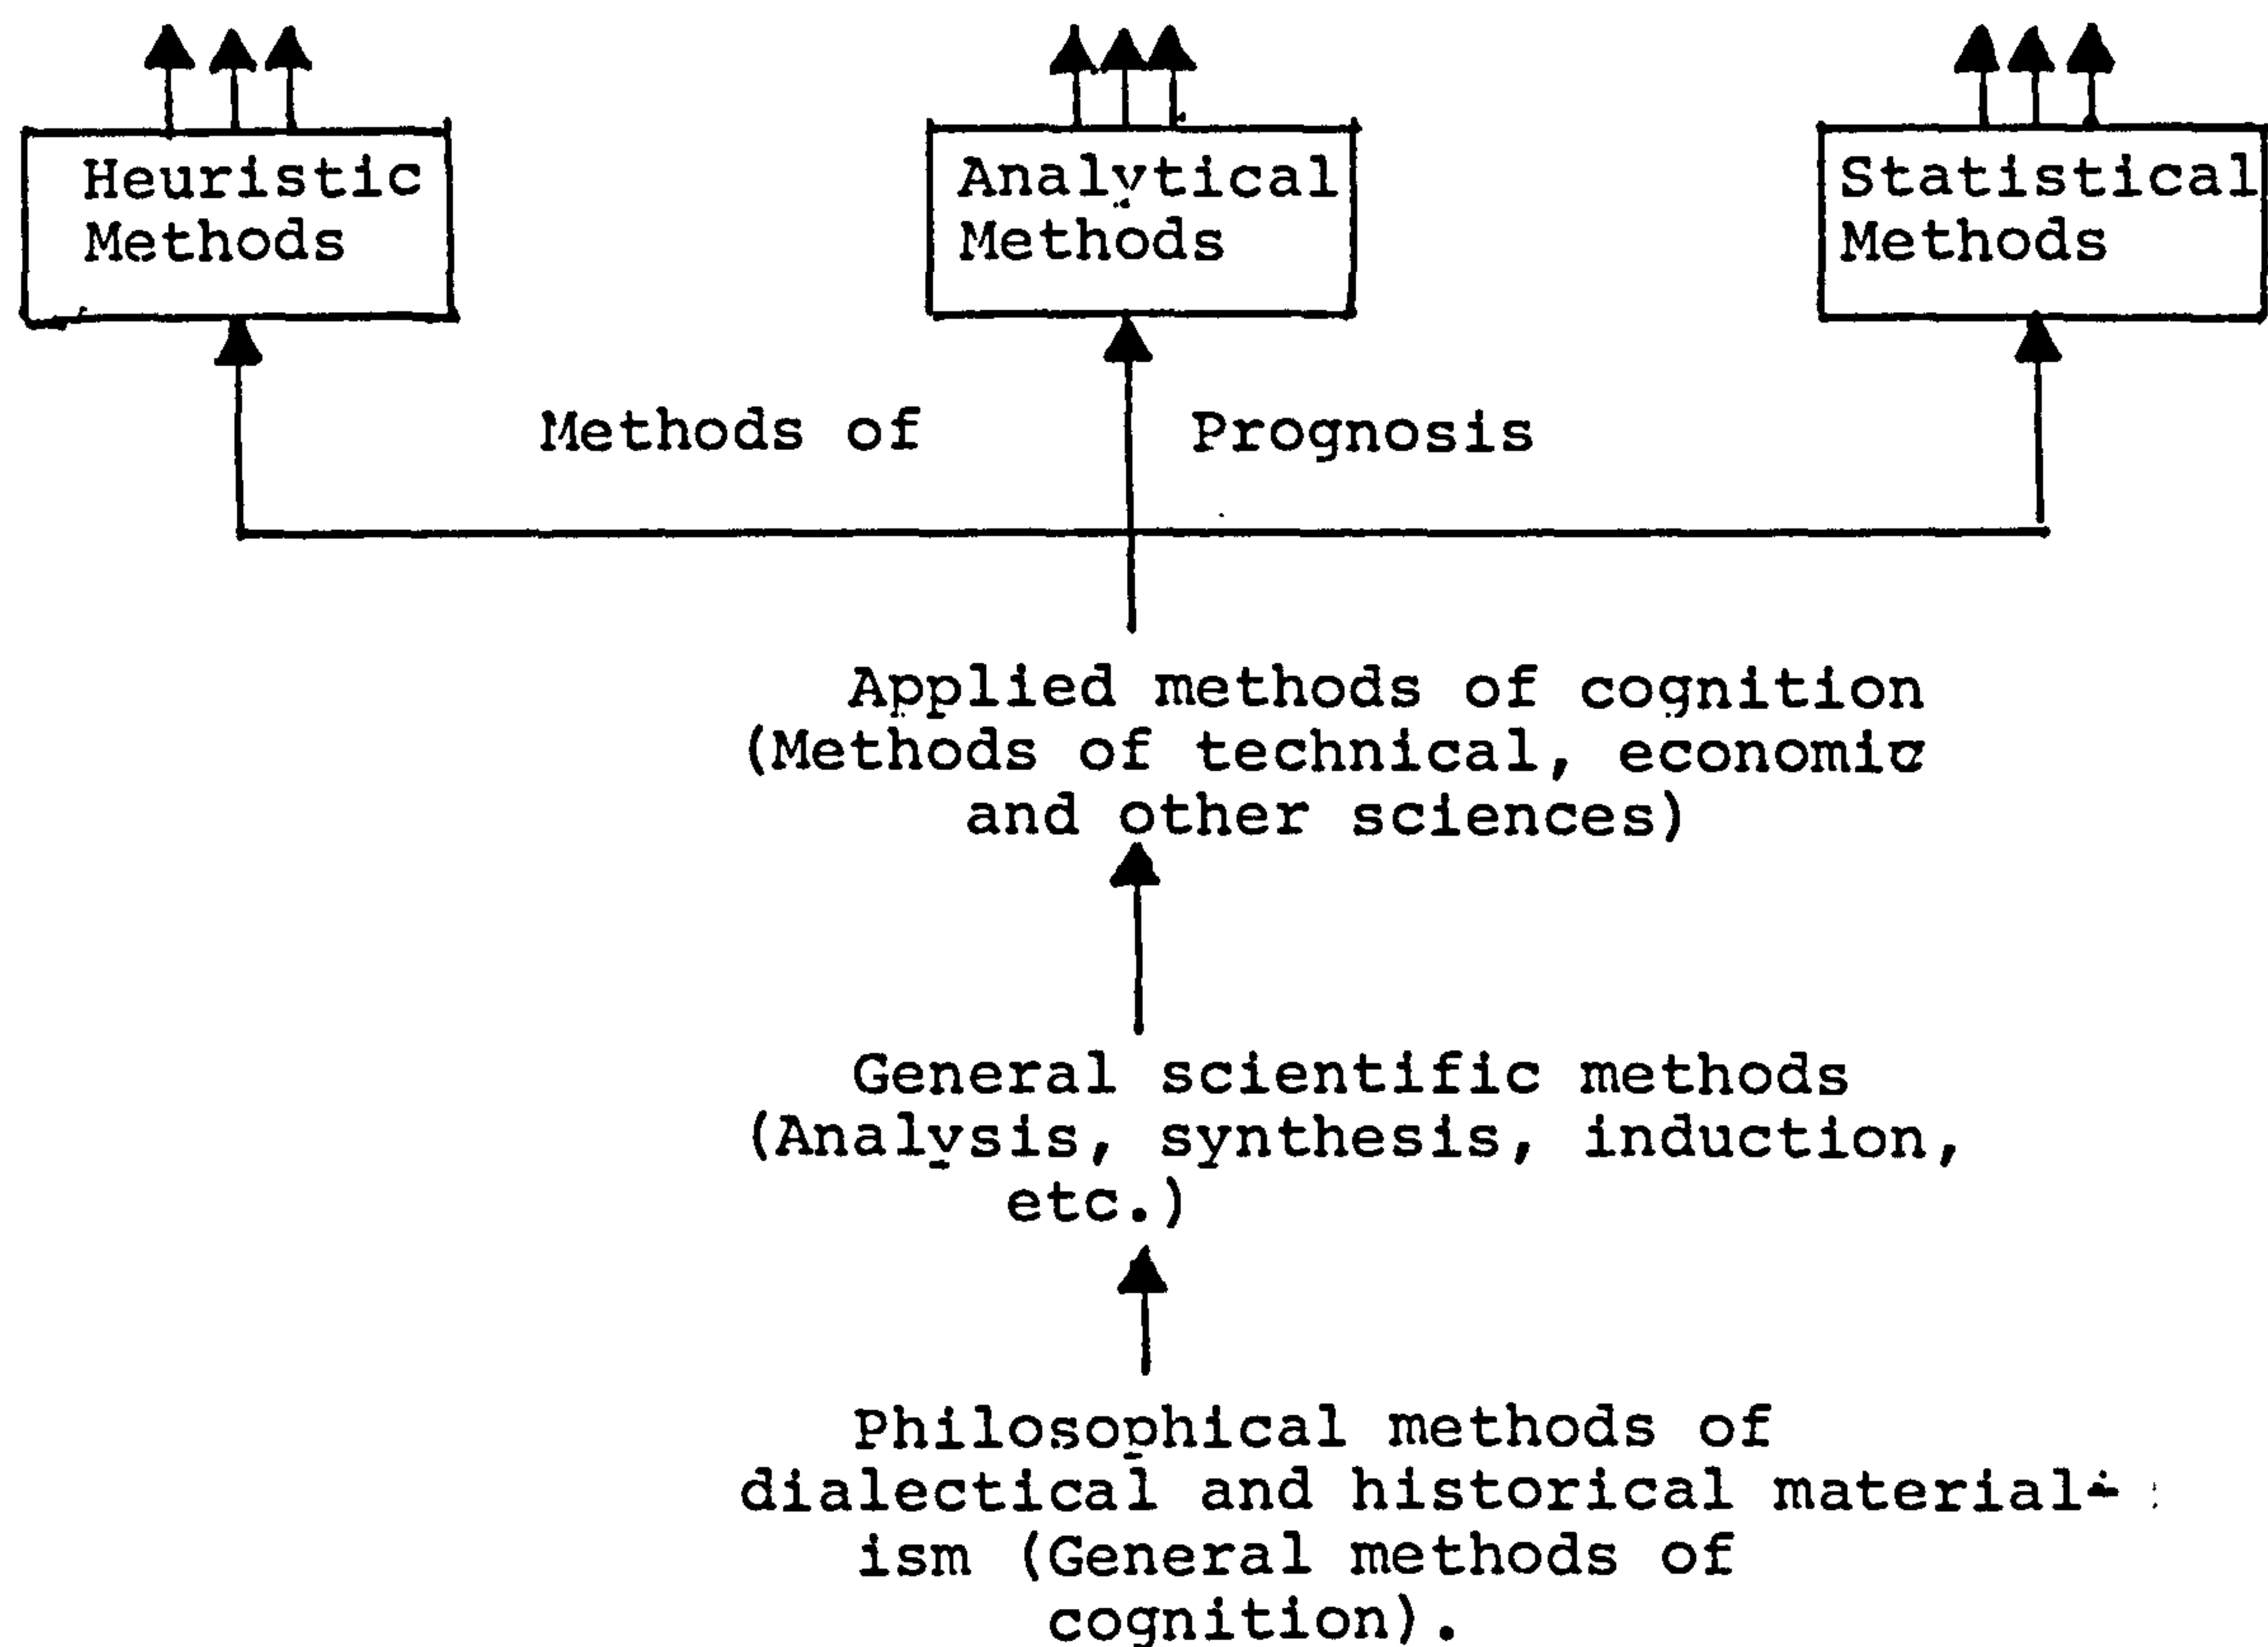 Heuristic
Methods
Analytical
Methods
Statistical
Methods
Methods of Prognosis
Applied methods of cognition
(Methods of technical, economic
and other sciences)
General scientific methods
(Analysis, synthesis, induction,
etc.)
Philosophical methods of
dialectical and historical material-
ism (General methods of
cognition).